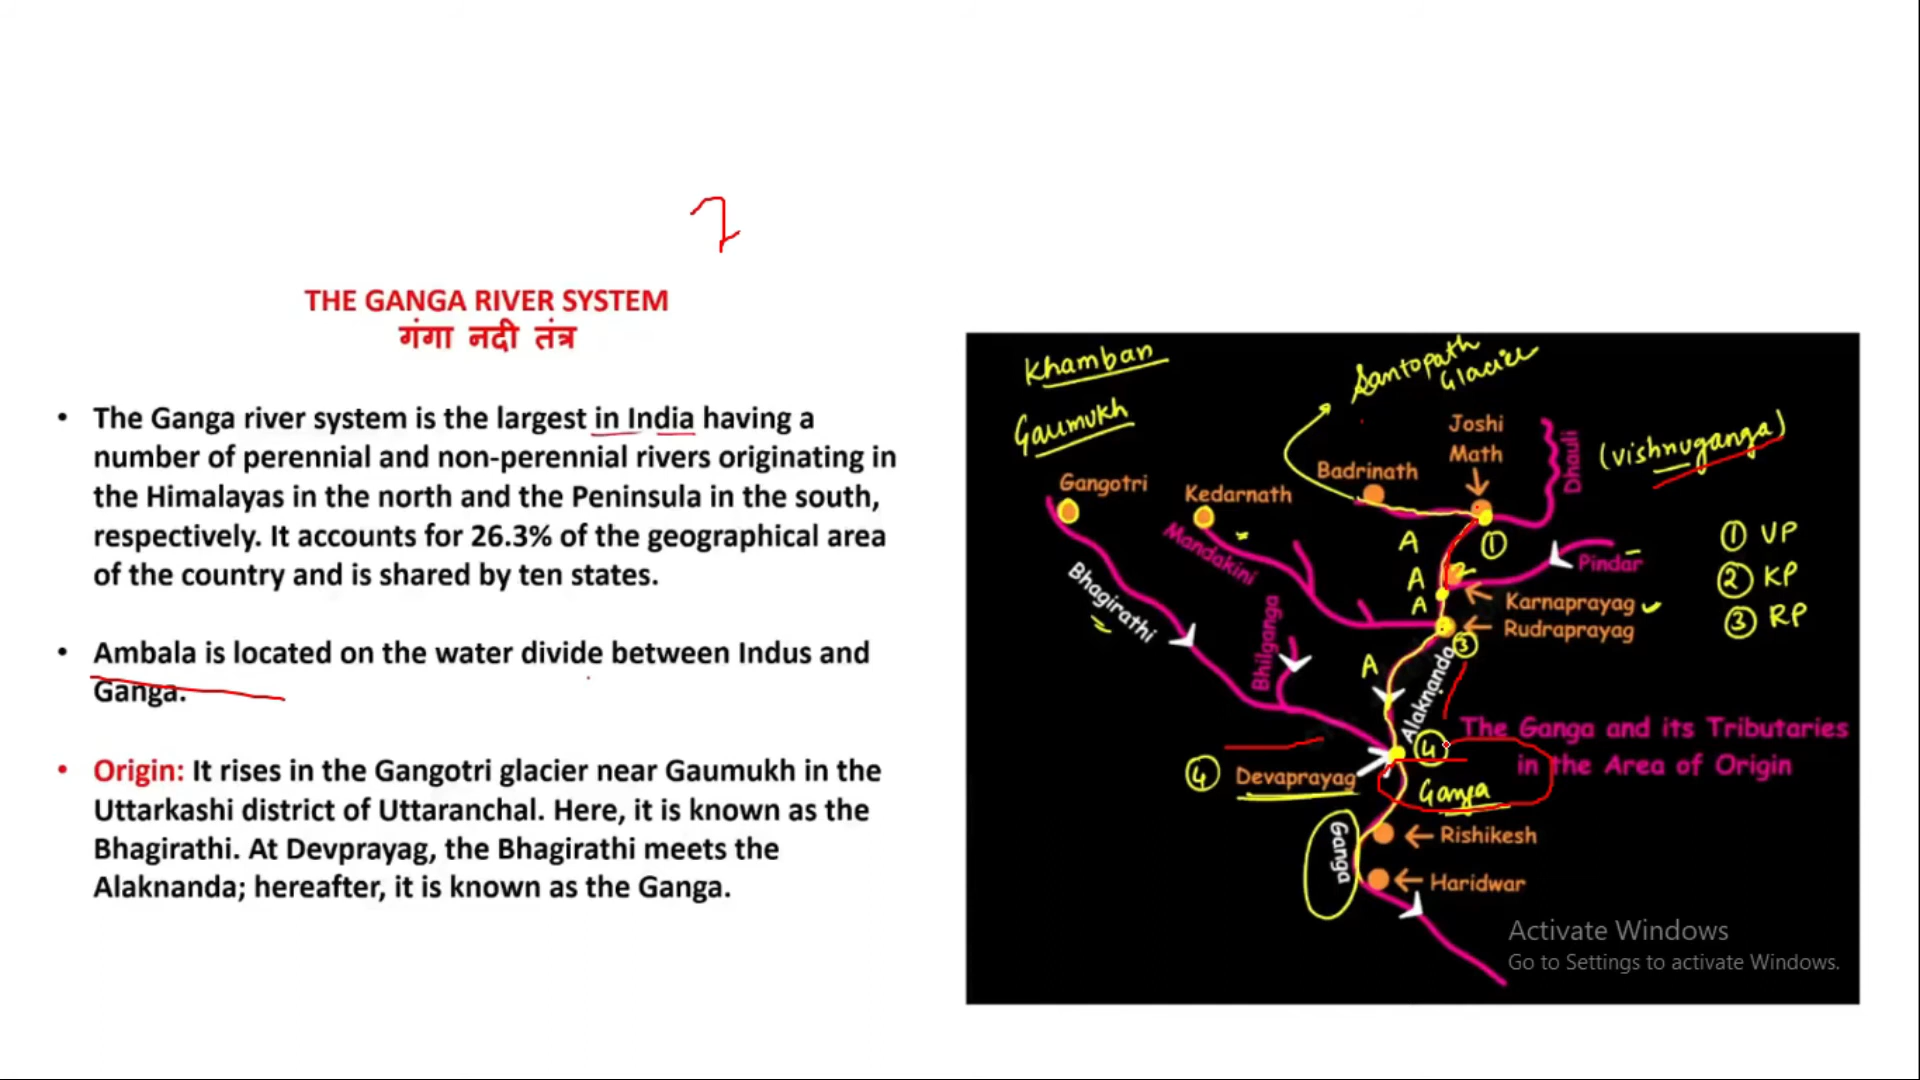 THE GANGA RIVER SYSTEM
गंगा नदी तंत्र
• The Ganga river system is the largest in India having a
number of perennial and non-perennial rivers originating in
the Himalayas in the north and the Peninsula in the south,
respectively. It accounts for 26.3% of the geographical area
of the country and is shared by ten states.
• Ambala is located on the water divide between Indus and
Ganga.
• Origin: It rises in the Gangotri glacier near Gaumukh in the
Uttarkashi district of Uttaranchal. Here, it is known as the
Bhagirathi. At Devprayag, the Bhagirathi meets the
Alaknanda; hereafter, it is known as the Ganga.
Khamban
Gaumukh
Santopath
Glacier
Joshi
Math
(vishnuganga)
Dhauli
Badrinath
Gangotri
Kedarnath
Mandakini
A
1
A
A
Pindar
Karnaprayag
Rudraprayag
1 VP
2 KP
3 RP
Bhagirathi
Bhilganga
A
3
Alaknanda
4
The Ganga and its Tributaries
in the Area of Origin
4 Devaprayag
Ganga
Ganga
Rishikesh
Haridwar
Activate Windows
Go to Settings to activate Windows.